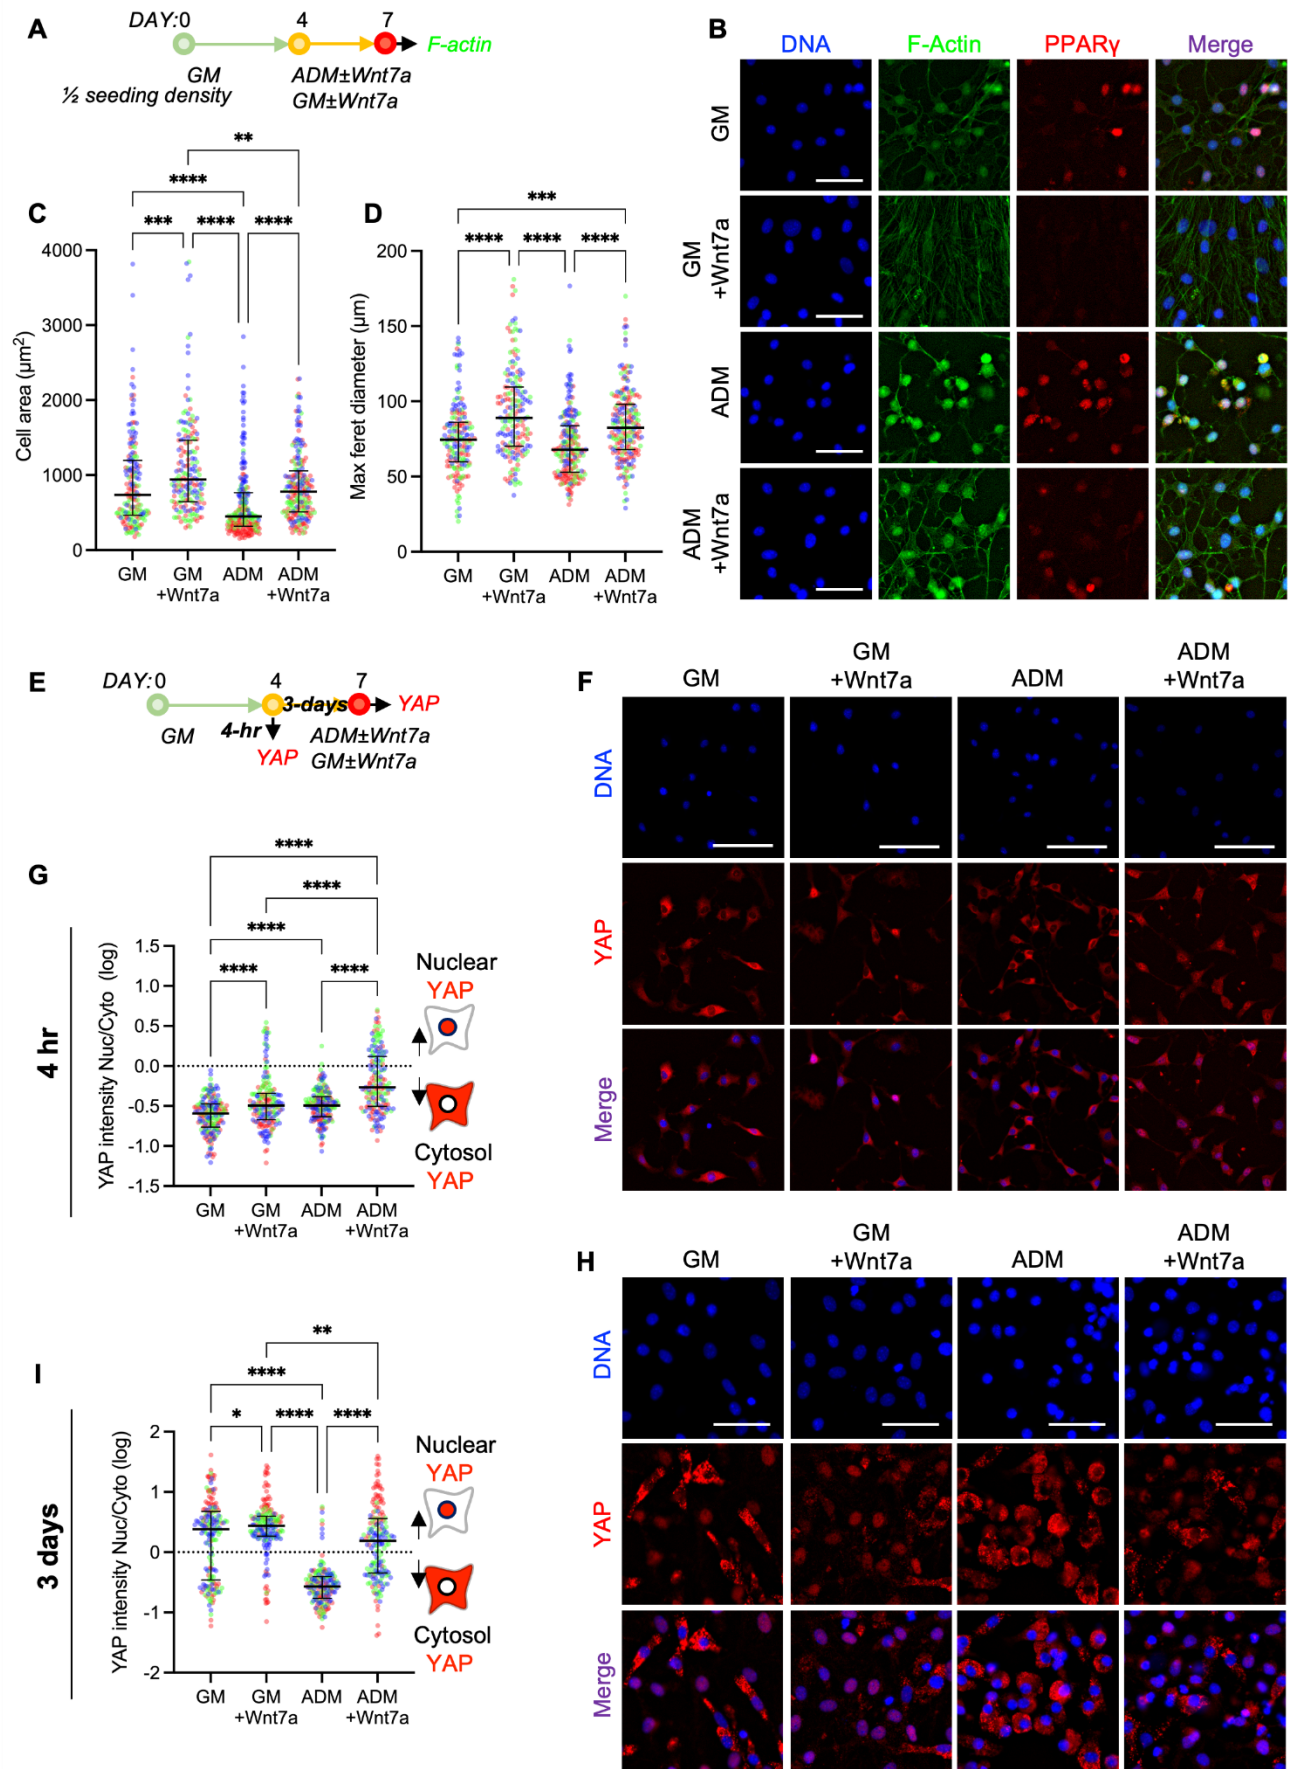 A
DAY:0 4 7
F-actin
GM
½ seeding density
ADM±Wnt7a
GM±Wnt7a
B
DNA F-Actin PPARγ Merge
GM
GM
+Wnt7a
ADM
ADM
+Wnt7a
C
**
****
*** **** ****
Cell area (µm²)
4000
3000
2000
1000
0
GM GM ADM ADM
+Wnt7a +Wnt7a
D
***
**** **** ****
Max feret diameter (µm)
200
150
100
50
0
GM GM ADM ADM
+Wnt7a +Wnt7a
E
DAY:0 4 7
3-days
YAP
GM
4-hr
YAP
ADM±Wnt7a
GM±Wnt7a
F
GM
GM
+Wnt7a
ADM
ADM
+Wnt7a
DNA
YAP
Merge
G
4 hr
****
****
****
**** ****
YAP intensity Nuc/Cyto (log)
1.5
1.0
0.5
0.0
-0.5
-1.0
-1.5
GM GM ADM ADM
+Wnt7a +Wnt7a
Nuclear
YAP
Cytosol
YAP
H
GM
GM
+Wnt7a
ADM
ADM
+Wnt7a
DNA
YAP
Merge
I
3 days
**
****
* **** ****
YAP intensity Nuc/Cyto (log)
2
1
0
-1
-2
GM GM ADM ADM
+Wnt7a +Wnt7a
Nuclear
YAP
Cytosol
YAP